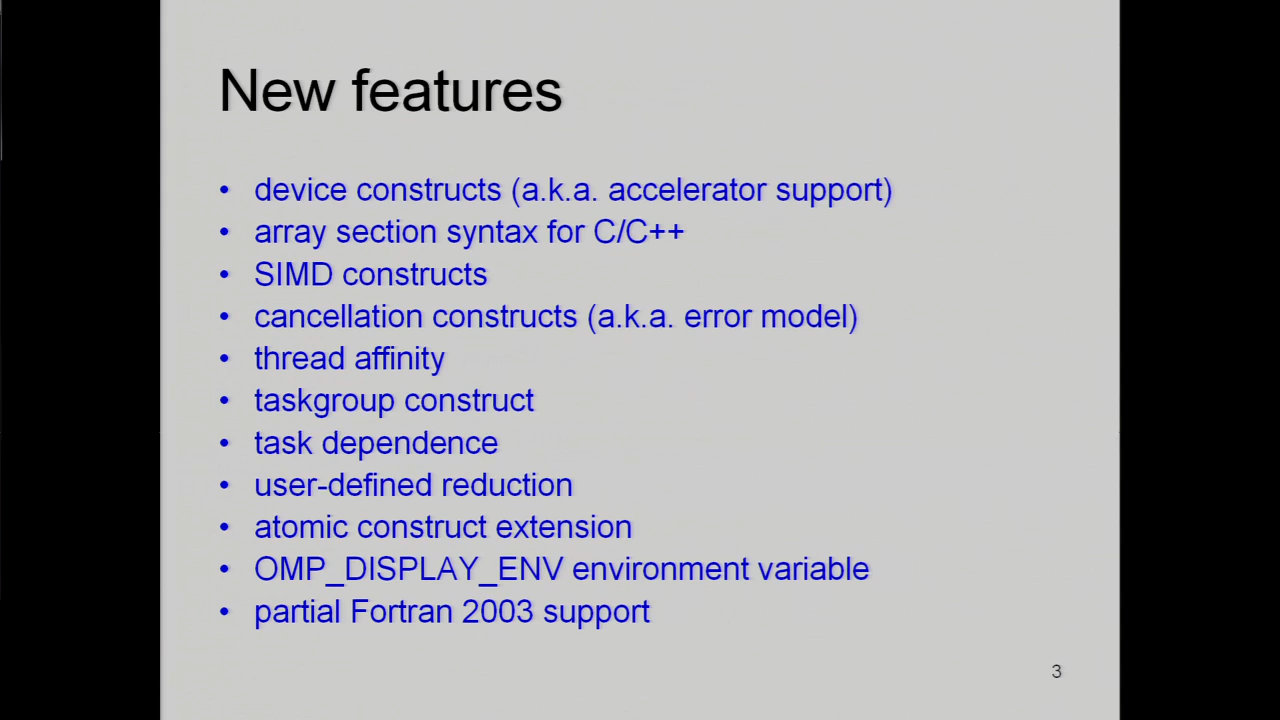 New features
• device constructs (a.k.a. accelerator support)
• array section syntax for C/C++
• SIMD constructs
• cancellation constructs (a.k.a. error model)
• thread affinity
• taskgroup construct
• task dependence
• user-defined reduction
• atomic construct extension
• OMP_DISPLAY_ENV environment variable
• partial Fortran 2003 support
3